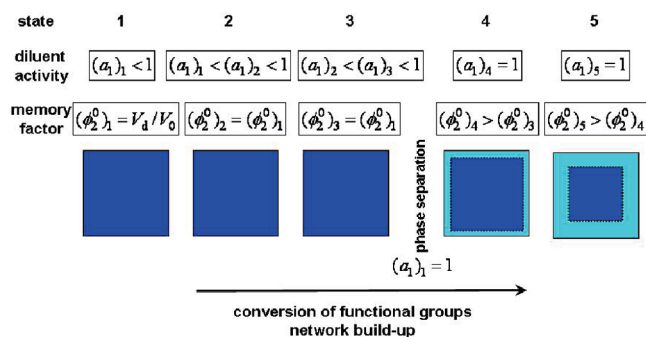 state 1 2 3 4 5
diluent activity (a₁)₁ < 1 (a₁)₁ < (a₁)₂ < 1 (a₁)₂ < (a₁)₃ < 1 (a₁)₄ = 1 (a₁)₅ = 1
memory factor (ϕ₂⁰)₁ = V_d / V₀ (ϕ₂⁰)₂ = (ϕ₂⁰)₁ (ϕ₂⁰)₃ = (ϕ₂⁰)₁ (ϕ₂⁰)₄ > (ϕ₂⁰)₃ (ϕ₂⁰)₅ > (ϕ₂⁰)₄
phase separation
(a₁)₁ = 1
conversion of functional groups
network build-up